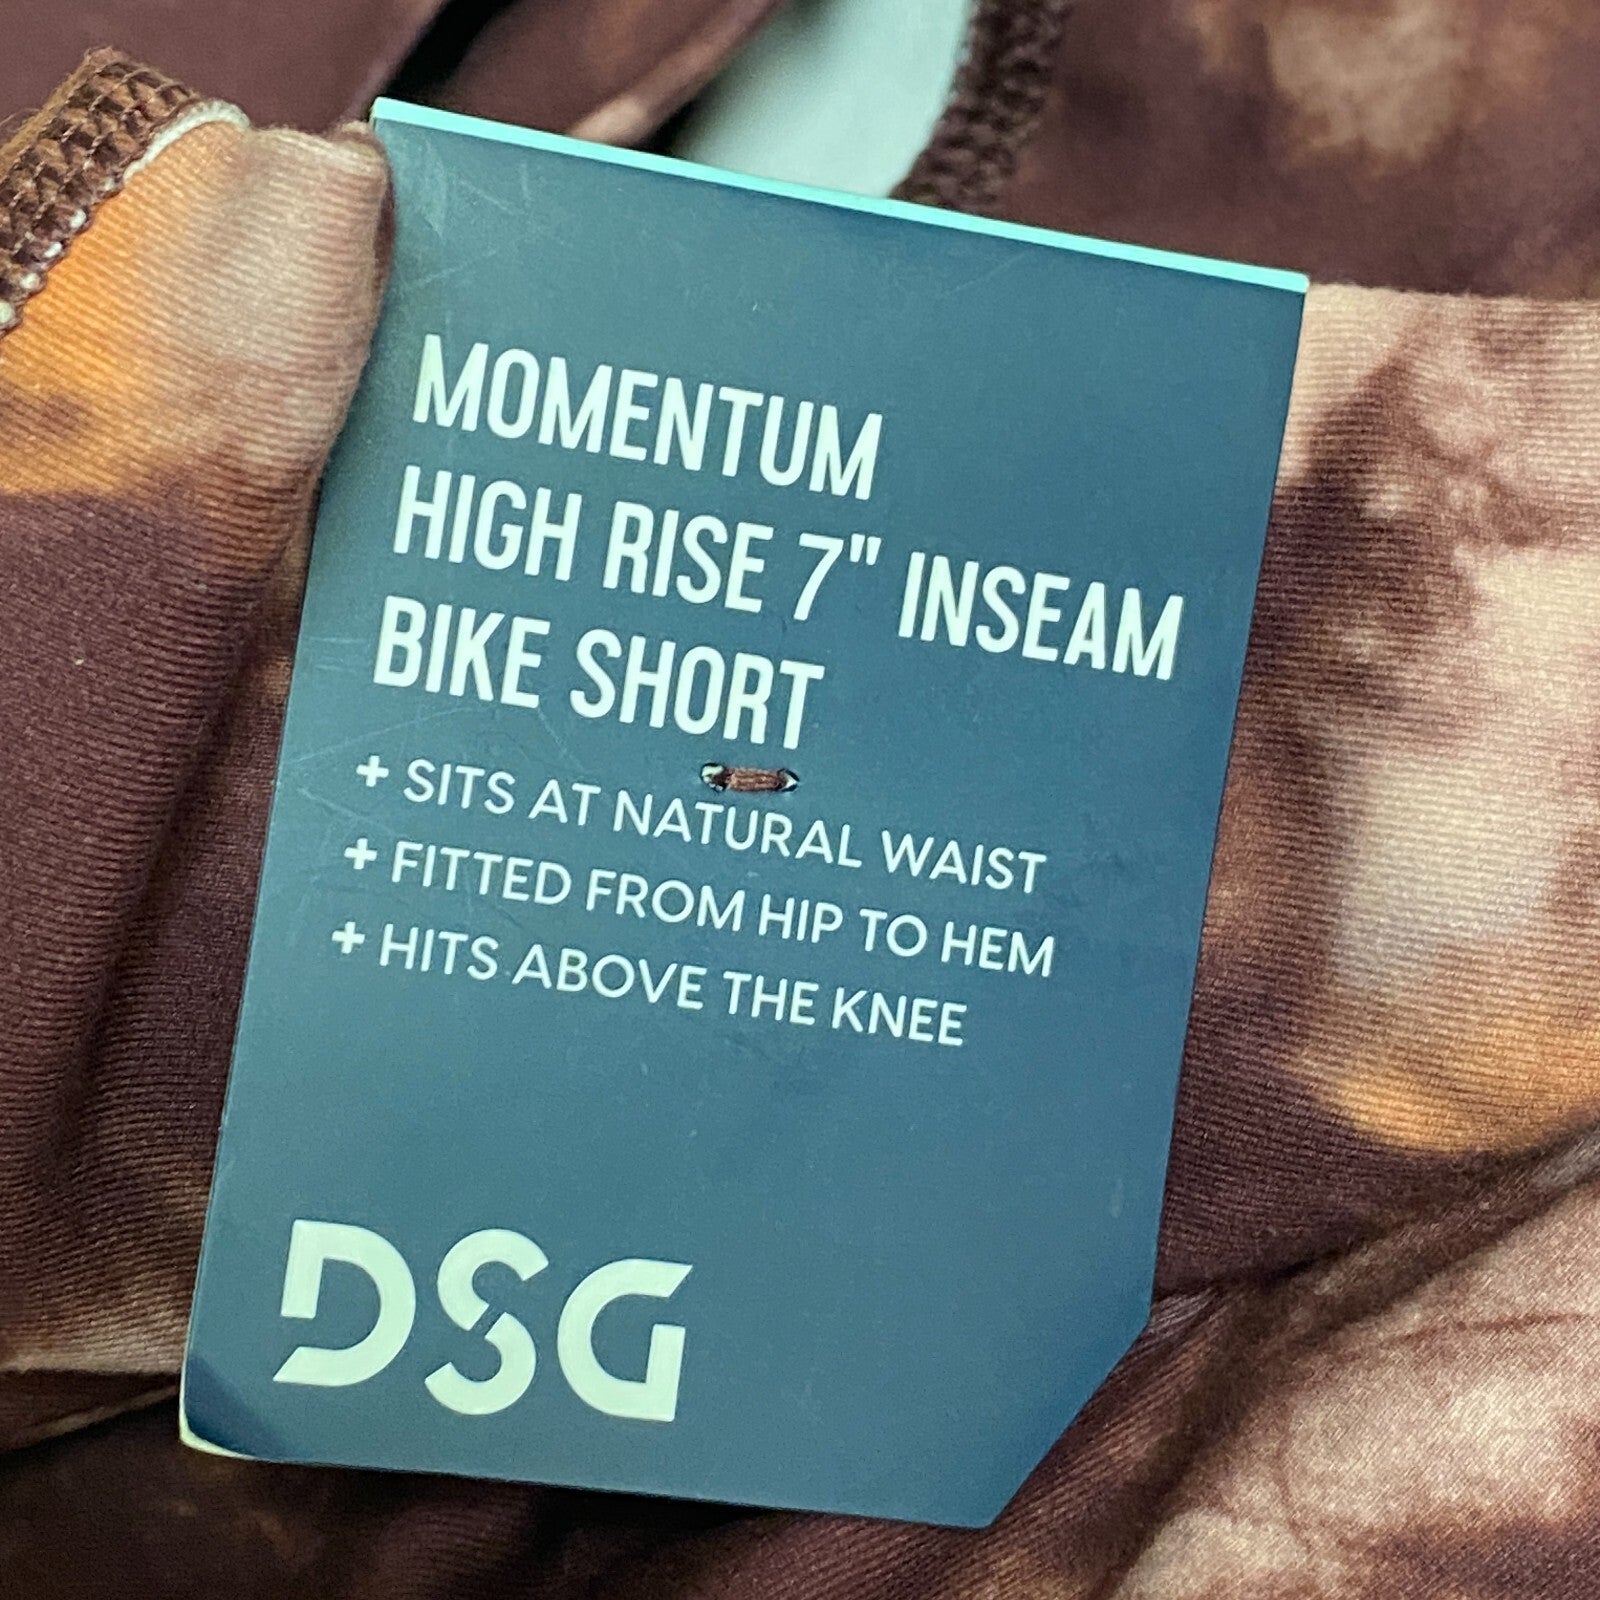 MOMENTUM
HIGH RISE 7" INSEAM
BIKE SHORT
+ SITS AT NATURAL WAIST
+ FITTED FROM HIP TO HEM
+ HITS ABOVE THE KNEE
DSG